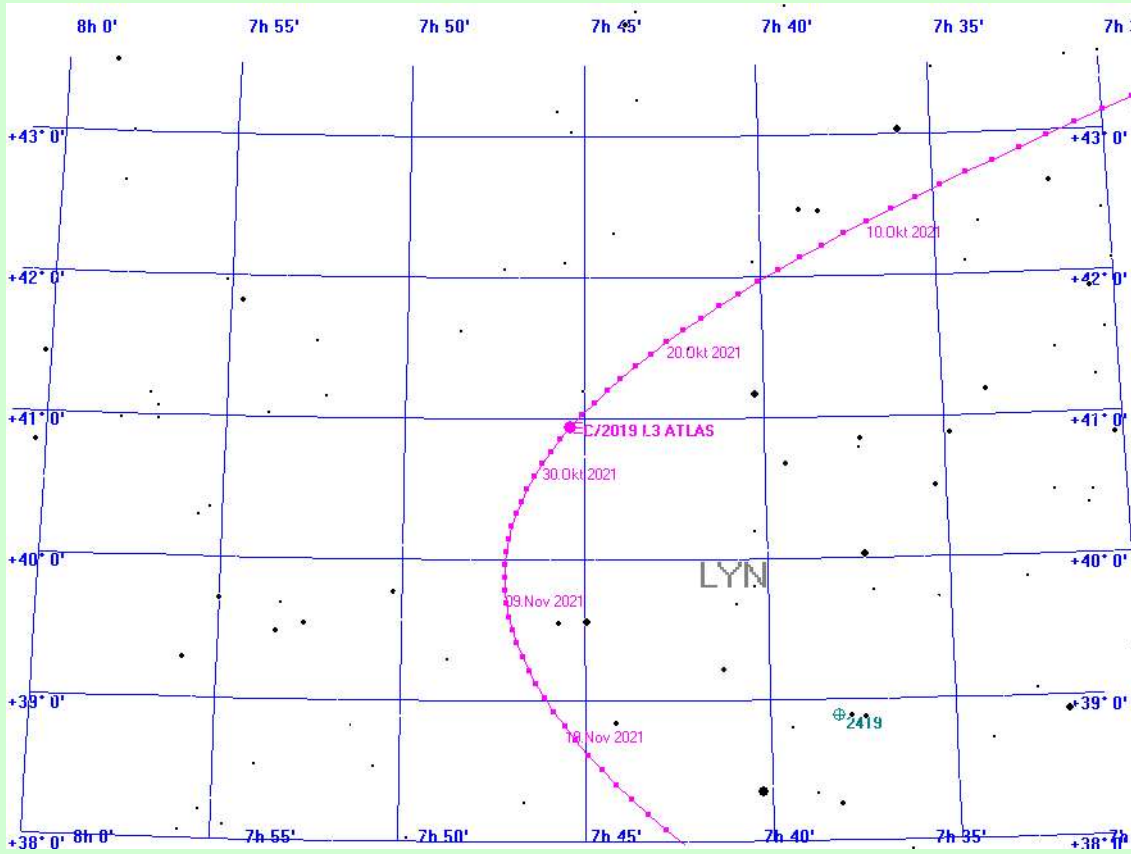 8h 0' 7h 55' 7h 50' 7h 45' 7h 40' 7h 35'
+43° 0' +43° 0'
10.Okt 2021
+42° 0' +42° 0'
20.Okt 2021
+41° 0' +41° 0'
C/2019 L3 ATLAS
30.Okt 2021
+40° 0' +40° 0'
LYN
09.Nov 2021
+39° 0' +39° 0'
2419
19.Nov 2021
+38° 0' 8h 0' 7h 55' 7h 50' 7h 45' 7h 40' 7h 35' +38° 0'